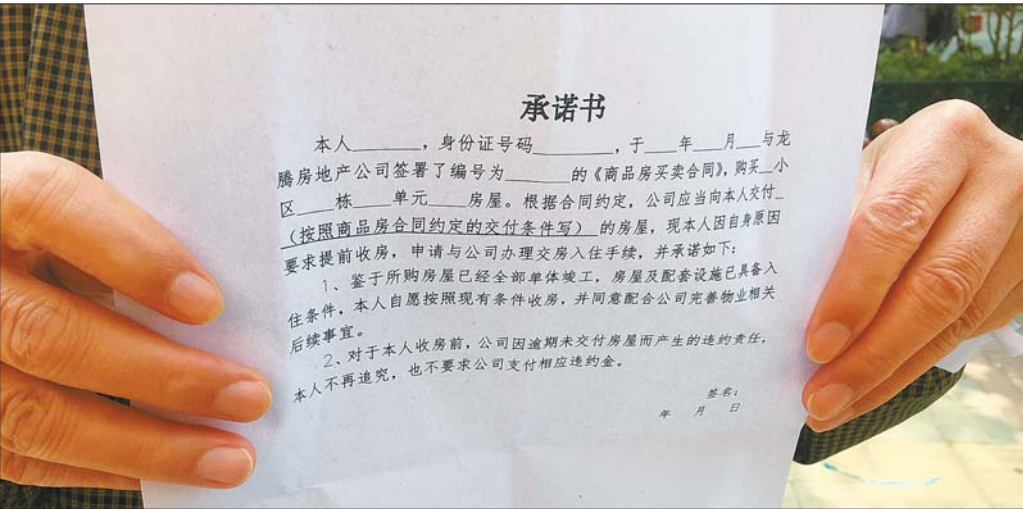 承诺书
本人______，身份证号码________，于___年___月__与龙
腾房地产公司签署了编号为______的《商品房买卖合同》，购买_小
区___栋___单元___房屋。根据合同约定，公司应当向本人交付_
（按照商品房合同约定的交付条件写）的房屋，现本人因自身原因
要求提前收房，申请与公司办理交房入住手续，并承诺如下：
1、鉴于所购房屋已经全部单体竣工，房屋及配套设施已具备入
住条件，本人自愿按照现有条件收房，并同意配合公司完善物业相关
后续事宜。
2、对于本人收房前，公司因逾期未交付房屋而产生的违约责任，
本人不再追究，也不要求公司支付相应违约金。
签名：
年 月 日